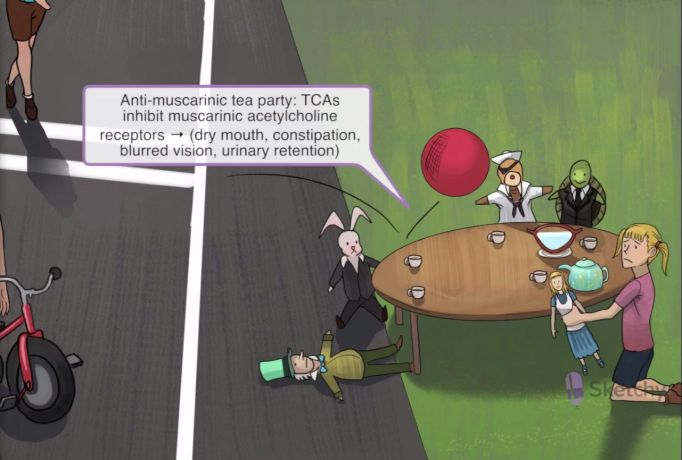 Anti-muscarinic tea party: TCAs
inhibit muscarinic acetylcholine
receptors → (dry mouth, constipation,
blurred vision, urinary retention)
Sketchy